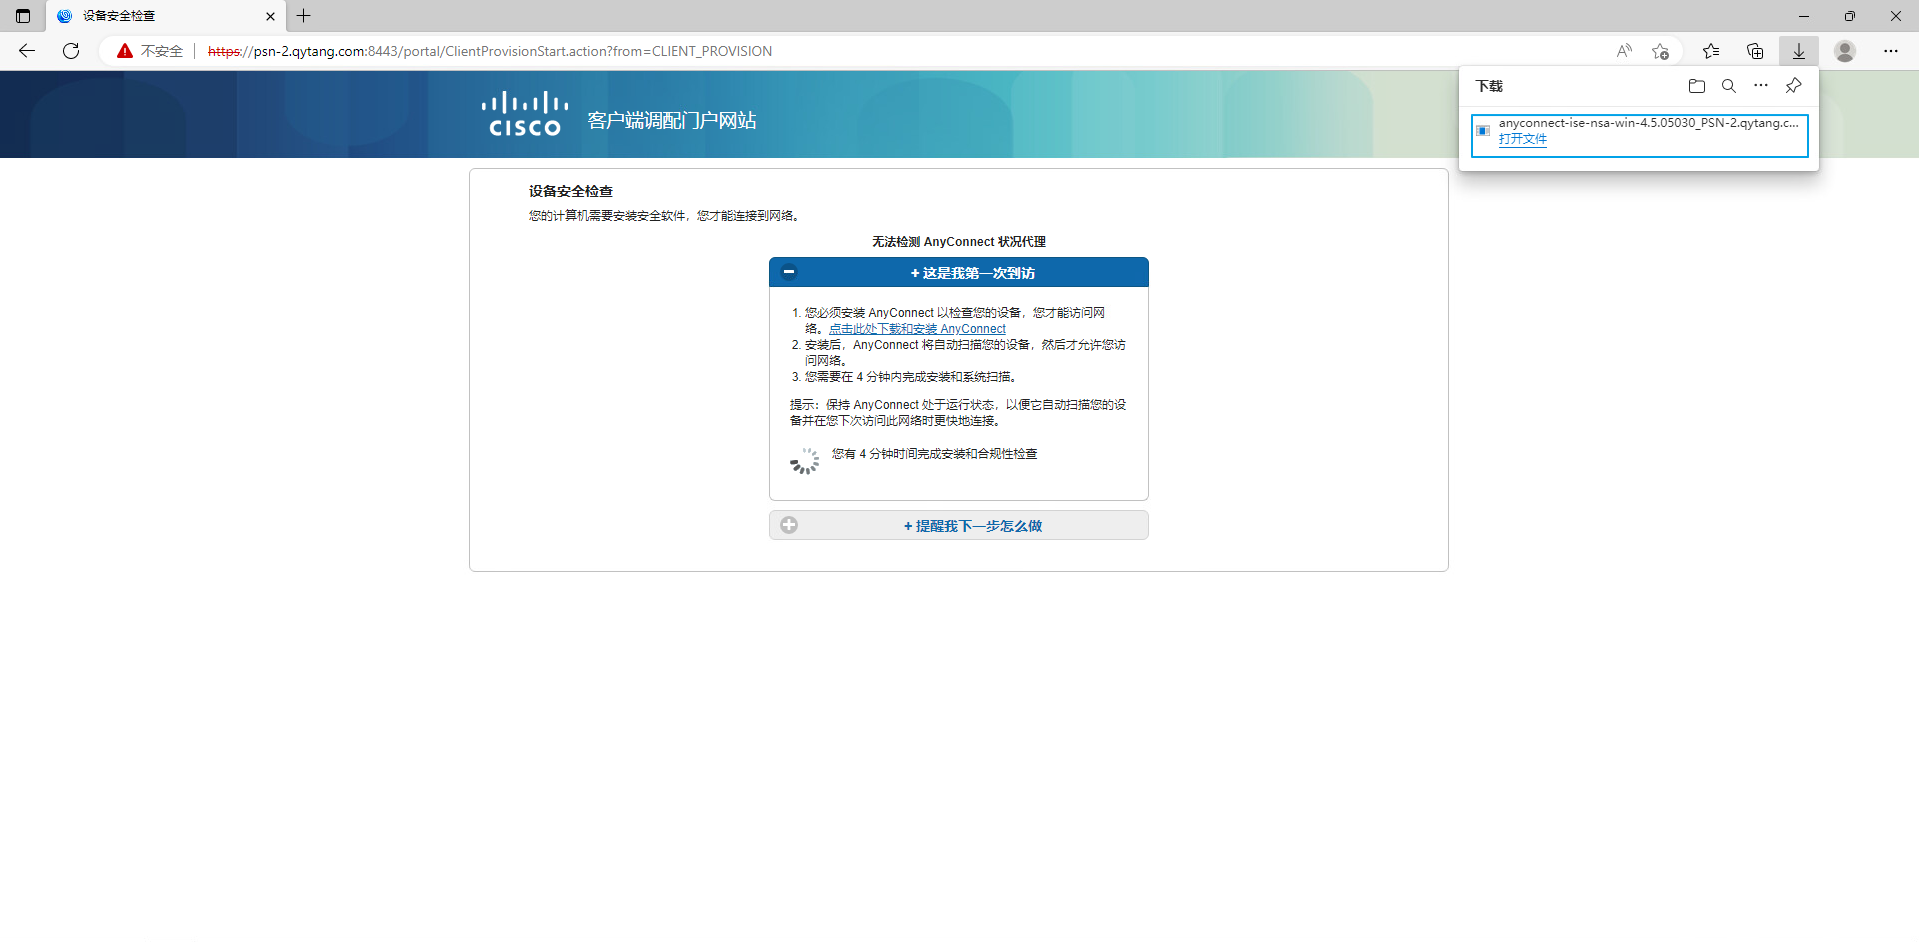 设备安全检查
不安全
https://psn-2.qytang.com:8443/portal/ClientProvisionStart.action?from=CLIENT_PROVISION
下载
anyconnect-ise-nsa-win-4.5.05030_PSN-2.qytang.c...
打开文件
CISCO
客户端调配门户网站
设备安全检查
您的计算机需要安装安全软件，您才能连接到网络。
无法检测 AnyConnect 状况代理
+ 这是我第一次到访
1. 您必须安装 AnyConnect 以检查您的设备，您才能访问网
络。点击此处下载和安装 AnyConnect
2. 安装后，AnyConnect 将自动扫描您的设备，然后才允许您访
问网络。
3. 您需要在 4 分钟内完成安装和系统扫描。
提示：保持 AnyConnect 处于运行状态，以便它自动扫描您的设
备并在您下次访问此网络时更快地连接。
您有 4 分钟时间完成安装和合规性检查
+ 提醒我下一步怎么做